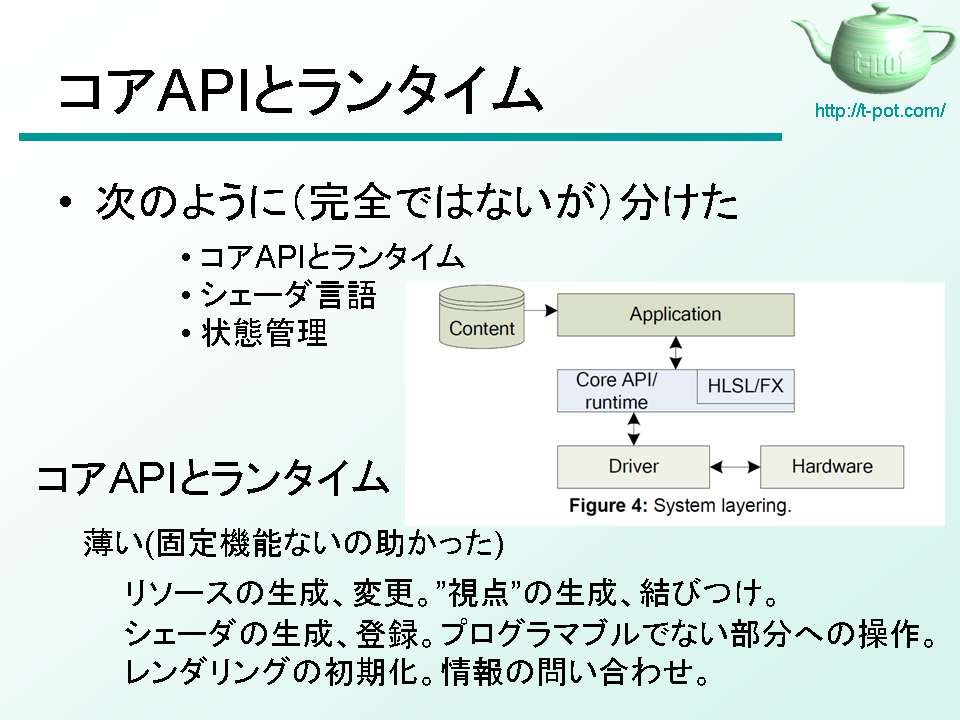 コアAPIとランタイム
t-pot
http://t-pot.com/
• 次のように（完全ではないが）分けた
• コアAPIとランタイム
• シェーダ言語
• 状態管理
Content
Application
Core API/
runtime
HLSL/FX
Driver
Hardware
Figure 4: System layering.
コアAPIとランタイム
薄い(固定機能ないの助かった)
リソースの生成、変更。”視点”の生成、結びつけ。
シェーダの生成、登録。プログラマブルでない部分への操作。
レンダリングの初期化。情報の問い合わせ。